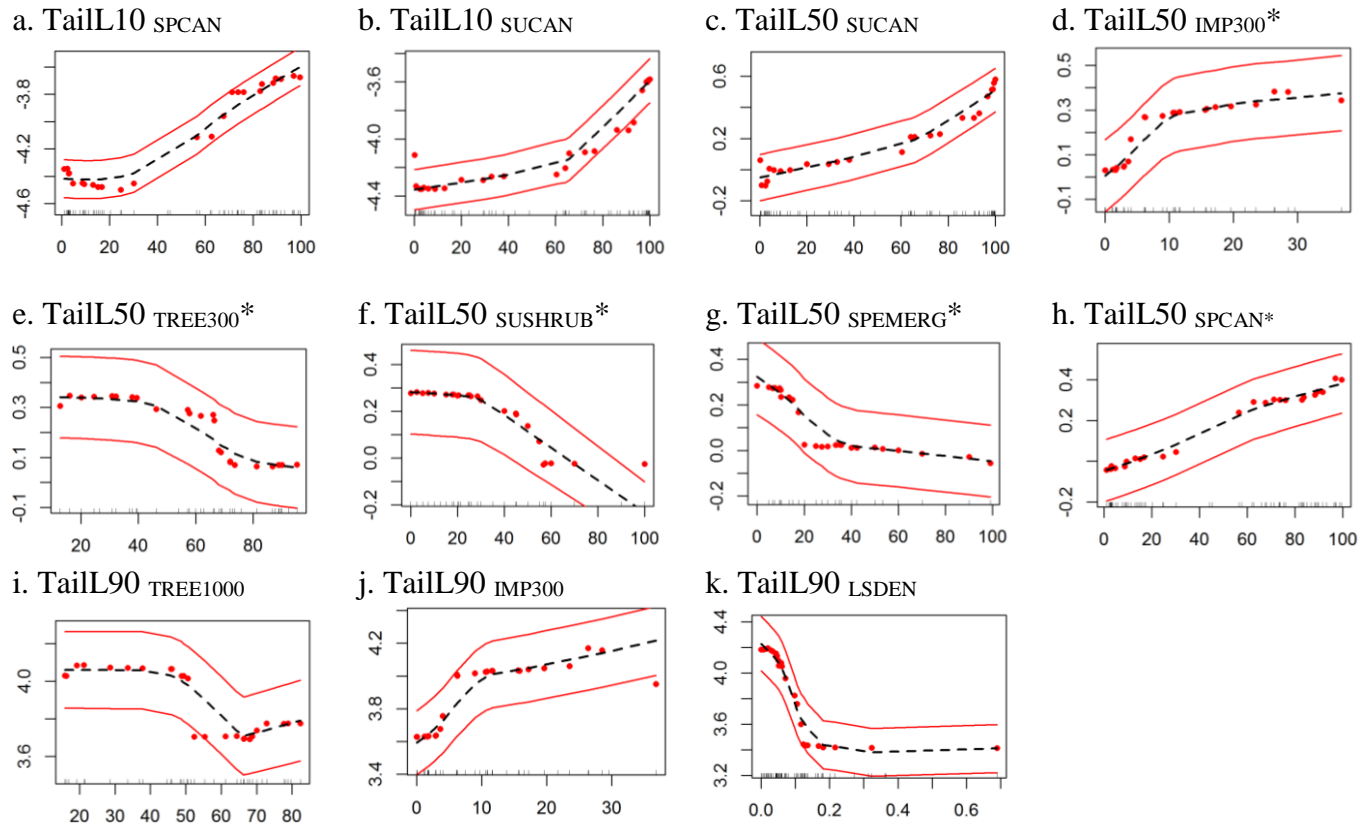 a. TailL10 SPCAN b. TailL10 SUCAN c. TailL50 SUCAN d. TailL50 IMP300*
-3.8 -4.2 -4.6
0 20 40 60 80 100
-3.6 -4.0 -4.4
0 20 40 60 80 100
0.6 0.2 -0.2
0 20 40 60 80 100
0.5 0.3 0.1 -0.1
0 10 20 30
e. TailL50 TREE300* f. TailL50 SUSHRUB* g. TailL50 SPEMERG* h. TailL50 SPCAN*
0.5 0.3 0.1 -0.1
20 40 60 80
0.4 0.2 0.0 -0.2
0 20 40 60 80 100
0.4 0.2 0.0 -0.2
0 20 40 60 80 100
0.4 0.2 -0.2
0 20 40 60 80 100
i. TailL90 TREE1000 j. TailL90 IMP300 k. TailL90 LSDEN
4.0 3.6
20 30 40 50 60 70 80
4.2 3.8 3.4
0 10 20 30
4.4 4.0 3.6 3.2
0.0 0.2 0.4 0.6